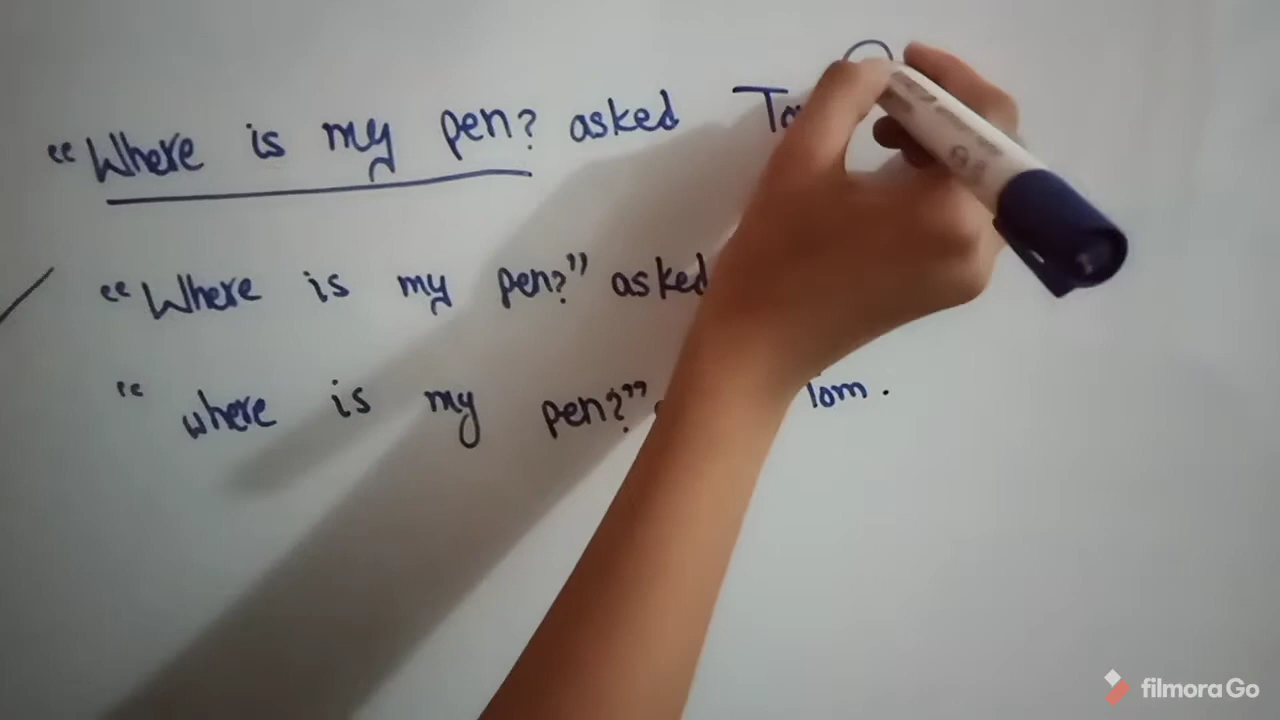 “Where is my pen? asked
“Where is my pen?” asked
“where is my pen?” Tom.
filmoraGo